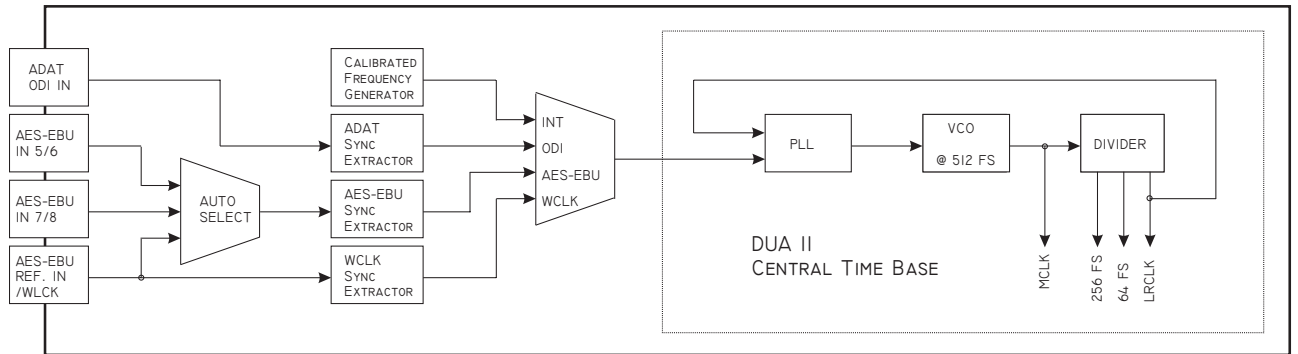 ADAT
ODI IN
AES-EBU
IN 5/6
AES-EBU
IN 7/8
AES-EBU
REF. IN
/WLCK
AUTO
SELECT
CALIBRATED
FREQUENCY
GENERATOR
ADAT
SYNC
EXTRACTOR
AES-EBU
SYNC
EXTRACTOR
WCLK
SYNC
EXTRACTOR
INT
ODI
AES-EBU
WCLK
PLL
VCO
@ 512 FS
DIVIDER
DUA II
CENTRAL TIME BASE
MCLK
256 FS
64 FS
LRCLK